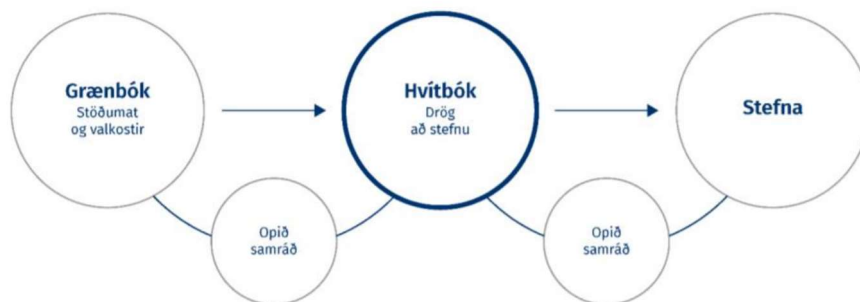 Grænbók
Stöðumat
og valkostir
Hvítbók
Drög
að stefnu
Stefna
Opið
samráð
Opið
samráð